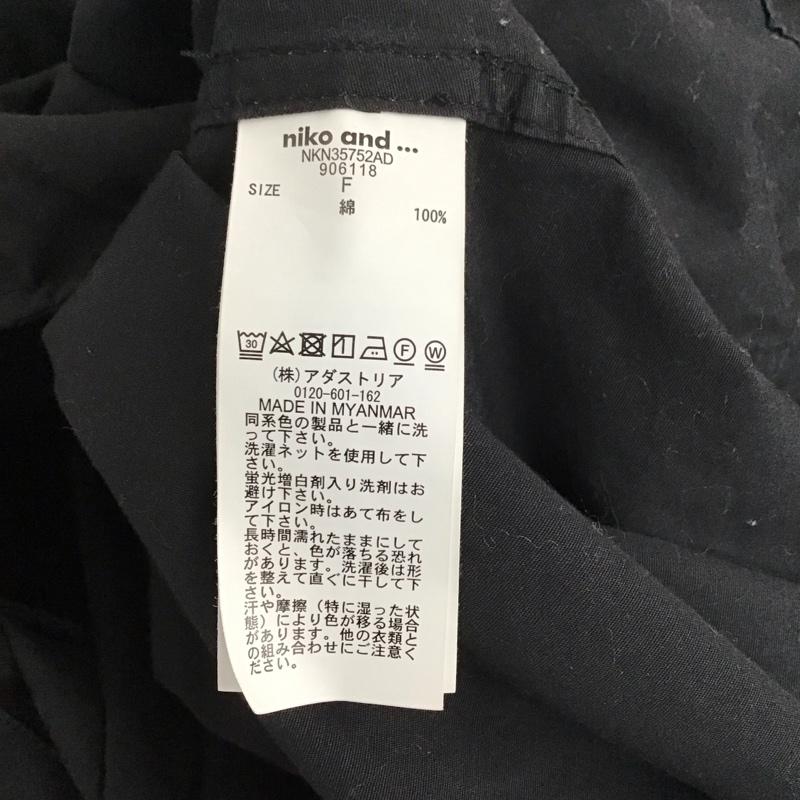 niko and ...
NKN35752AD
906118
SIZE F
綿 100%
30 F W
(株)アダストリア
0120-601-162
MADE IN MYANMAR
同系色の製品と一緒に洗
って下さい。
洗濯ネットを使用して下
さい。
蛍光増白剤入り洗剤はお
避け下さい。
アイロン時はあて布をし
て下さい。
長時間濡れたままにして
おくと、色が落ちる恐れ
があります。洗濯後は形
を整えて直ぐに干して下
さい。
汗や摩擦(特に湿った状
態)により色が移る場合
があります。他の衣類と
の組み合わせにご注意く
ださい。